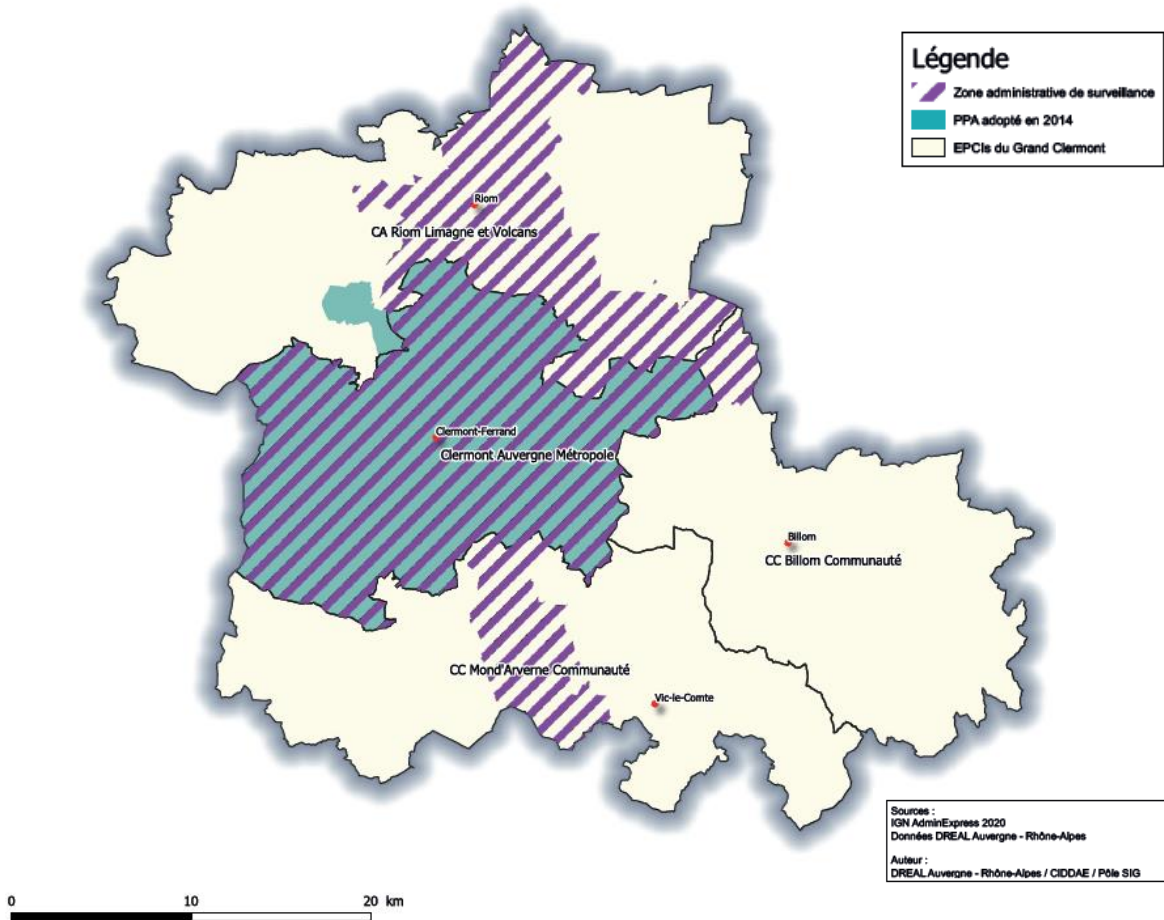 Légende
Zone administrative de surveillance
PPA adopté en 2014
EPCIs du Grand Clermont
Riom
CA Riom Limagne et Volcans
Clermont-Ferrand
Clermont Auvergne Métropole
Billom
CC Billom Communauté
CC Mond'Arverne Communauté
Vic-le-Comte
Sources :
IGN AdminExpress 2020
Données DREAL Auvergne - Rhône-Alpes
Auteur :
DREAL Auvergne - Rhône-Alpes / CIDDAE / Pôle SIG
0 10 20 km